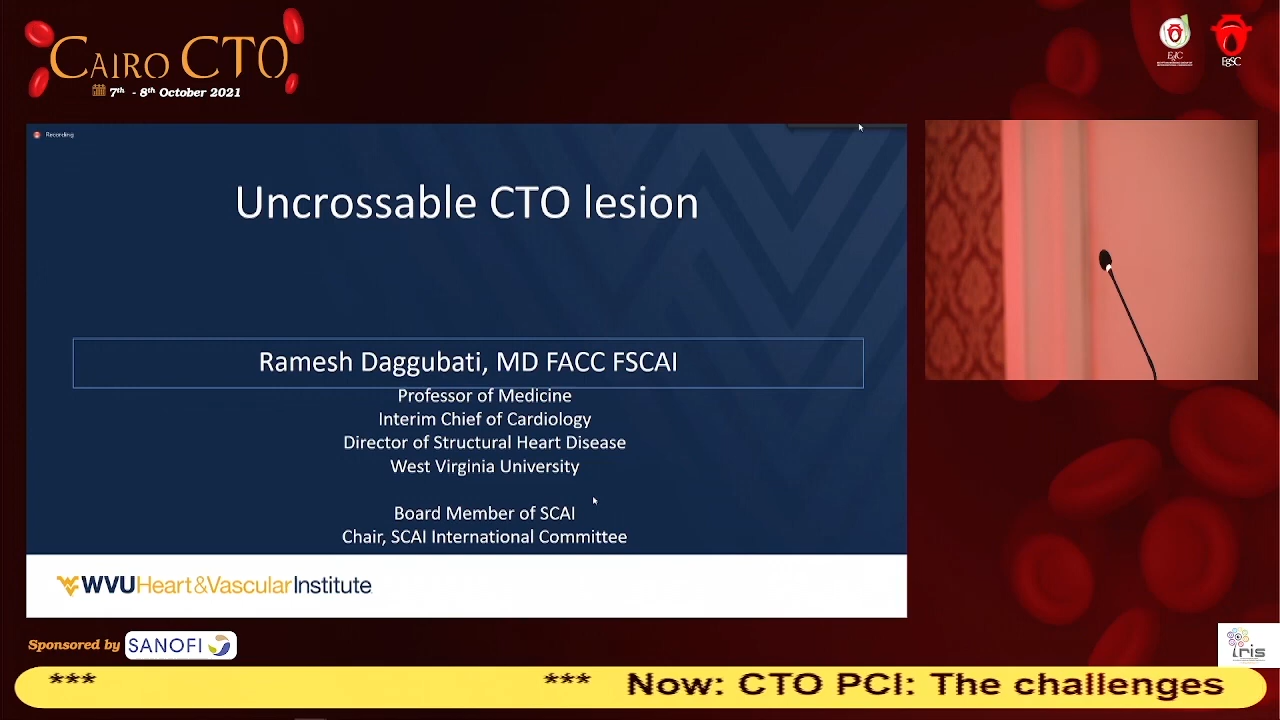 CAIRO CTO
7th - 8th October 2021
EgSC
Recording
Uncrossable CTO lesion
Ramesh Daggubati, MD FACC FSCAI
Professor of Medicine
Interim Chief of Cardiology
Director of Structural Heart Disease
West Virginia University
Board Member of SCAI
Chair, SCAI International Committee
WVUHeart&VascularInstitute
Sponsored by SANOFI
iris
*** *** Now: CTO PCI: The challenges